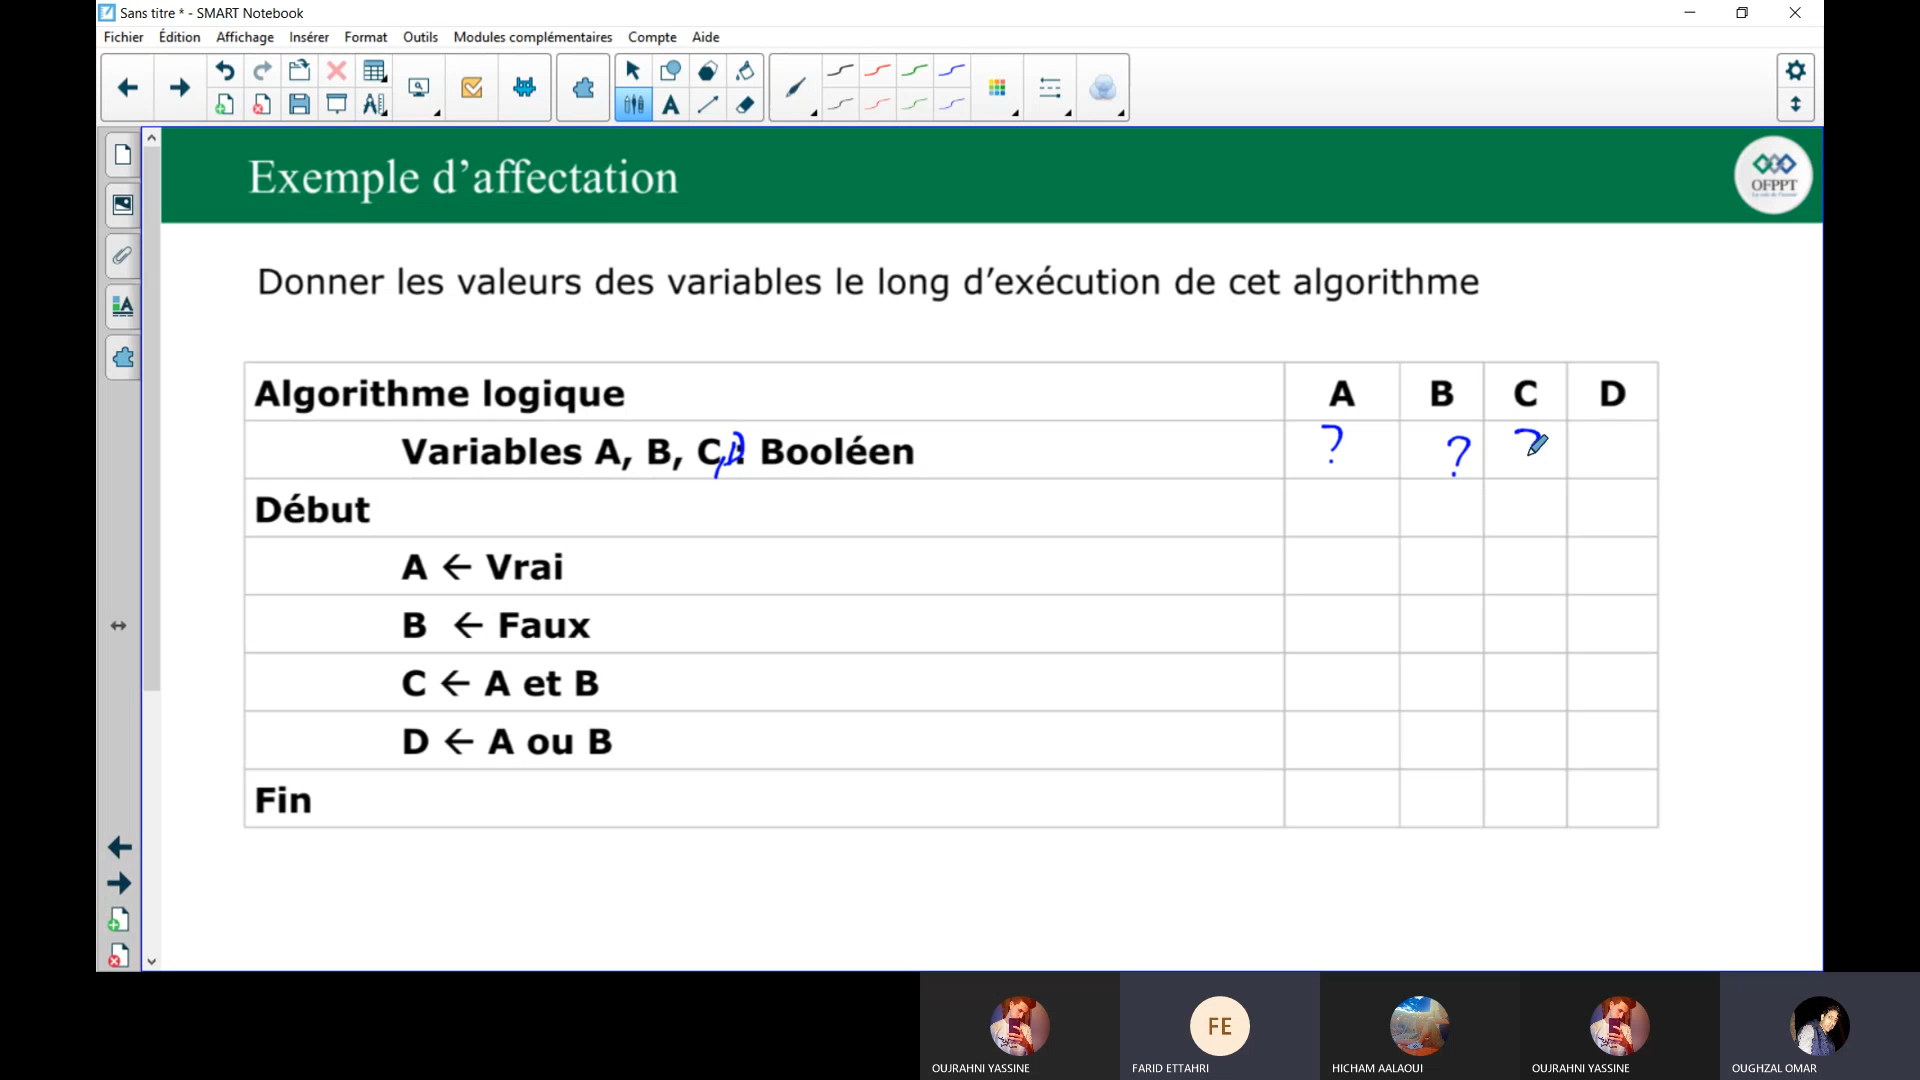 Sans titre * - SMART Notebook
Fichier Édition Affichage Insérer Format Outils Modules complémentaires Compte Aide
Exemple d’affectation
OFPPT
Donner les valeurs des variables le long d’exécution de cet algorithme
Algorithme logique A B C D
Variables A, B, C,D: Booléen ? ? ?
Début
A ← Vrai
B ← Faux
C ← A et B
D ← A ou B
Fin
FE
OUJRAHNI YASSINE FARID ETTAHRI HICHAM AALAOUI OUJRAHNI YASSINE OUGHZAL OMAR